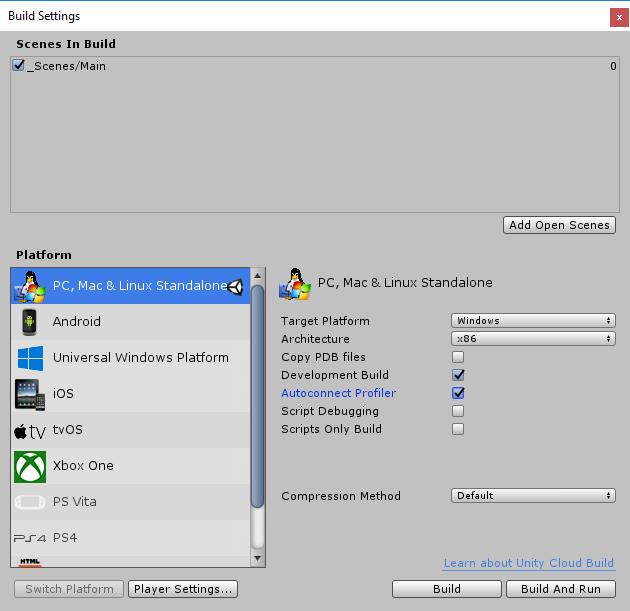 Build Settings
x
Scenes In Build
_Scenes/Main 0
Add Open Scenes
Platform
PC, Mac & Linux Standalone
Android
Universal Windows Platform
iOS
tv
tvOS
Xbox One
PS Vita
PS4 PS4
HTML
PC, Mac & Linux Standalone
Target Platform Windows
Architecture x86
Copy PDB files
Development Build
Autoconnect Profiler
Script Debugging
Scripts Only Build
Compression Method Default
Learn about Unity Cloud Build
Switch Platform Player Settings... Build Build And Run